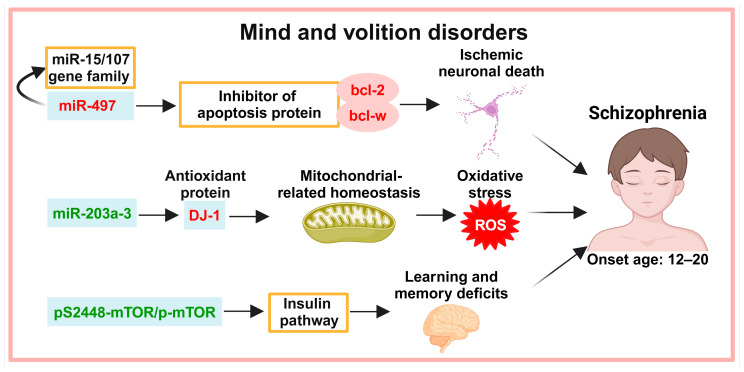 Mind and volition disorders
miR-15/107
gene family
miR-497
Inhibitor of
apoptosis protein
bcl-2
bcl-w
Ischemic
neuronal death
miR-203a-3
Antioxidant
protein
DJ-1
Mitochondrial-
related homeostasis
Oxidative
stress
ROS
pS2448-mTOR/p-mTOR
Insulin
pathway
Learning and
memory deficits
Schizophrenia
Onset age: 12–20